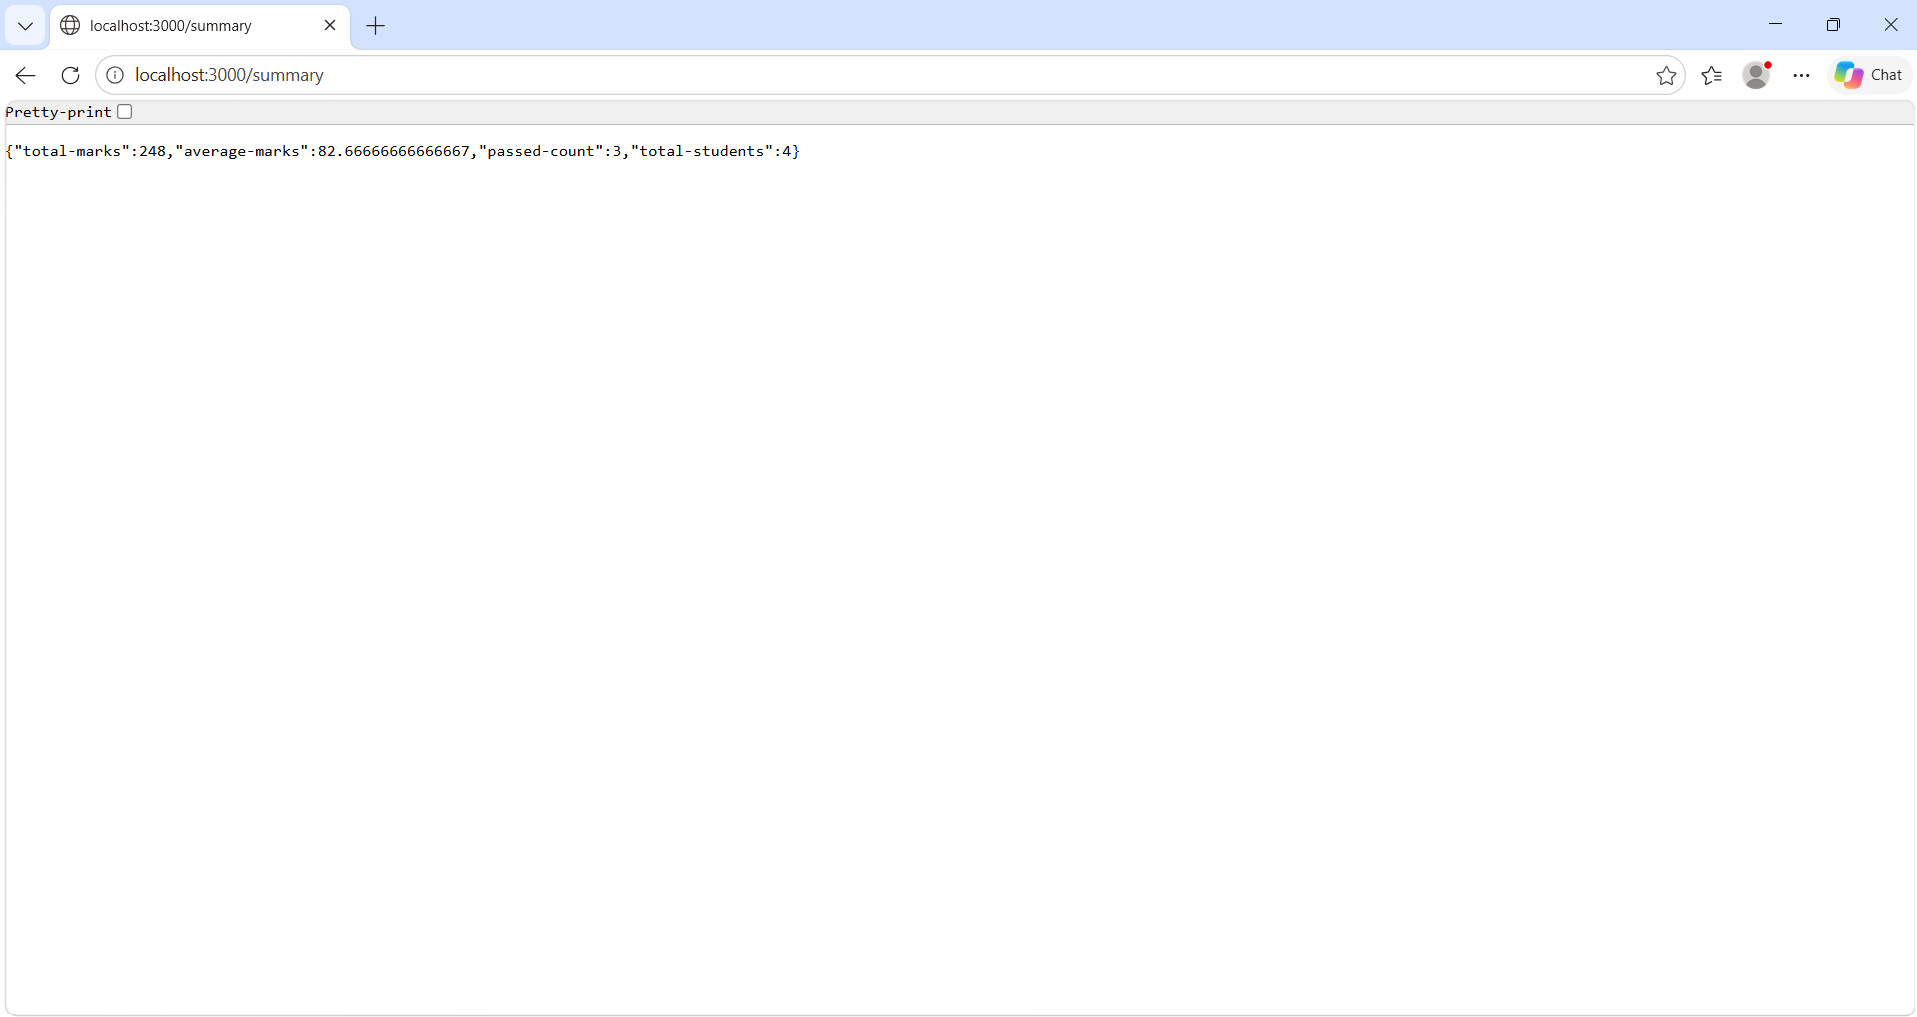 localhost:3000/summary
localhost:3000/summary
Chat
Pretty-print
{"total-marks":248,"average-marks":82.66666666666667,"passed-count":3,"total-students":4}